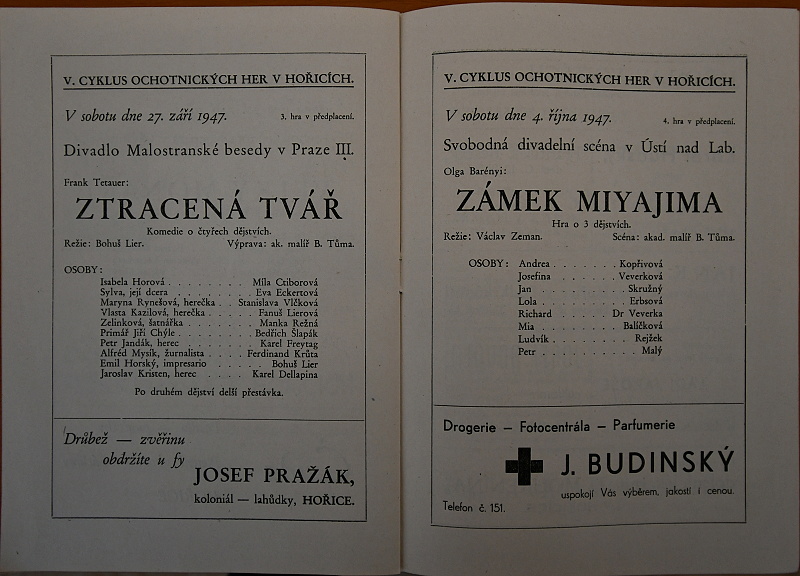 V. CYKLUS OCHOTNICKÝCH HER V HOŘICÍCH.
V sobotu dne 27. září 1947. 3. hra v předplacení.
Divadlo Malostranské besedy v Praze III.
Frank Tetauer:
ZTRACENÁ TVÁŘ
Komedie o čtyřech dějstvích.
Režie: Bohuš Lier. Výprava: ak. malíř B. Tůma.
OSOBY:
Isabela Horová . . . . . . . . Míla Ctiborová
Sylva, její dcera . . . . . . . . Eva Eckertová
Maryna Rynešová, herečka . . Stanislava Vlčková
Vlasta Kazilová, herečka . . . . . Fanuš Lierová
Zelinková, šatnářka . . . . . . . Manka Režná
Primář Jiří Chýle . . . . . . . . Bedřich Šlapák
Petr Jandák, herec . . . . . . . Karel Freytag
Alfréd Mysík, žurnalista . . . . Ferdinand Krůta
Emil Horský, impresario . . . . . Bohuš Lier
Jaroslav Kristen, herec . . . . Karel Dellapina
Po druhém dějství delší přestávka.
Drůbež — zvěřinu
obdržíte u fy
JOSEF PRAŽÁK,
koloniál — lahůdky, HOŘICE.
V. CYKLUS OCHOTNICKÝCH HER V HOŘICÍCH.
V sobotu dne 4. října 1947. 4. hra v předplacení.
Svobodná divadelní scéna v Ústí nad Lab.
Olga Barényi:
ZÁMEK MIYAJIMA
Hra o 3 dějstvích.
Režie: Václav Zeman. Scéna: akad. malíř B. Tůma.
OSOBY: Andrea . . . . . . . . Kopřivová
Josefina . . . . . . Veverková
Jan . . . . . . . . . Skružný
Lola . . . . . . . . . Erbsová
Richard . . . . . Dr Veverka
Mia . . . . . . . . Balíčková
Ludvík . . . . . . . . Rejžek
Petr . . . . . . . . . . Malý
Drogerie — Fotocentrála — Parfumerie
J. BUDINSKÝ
uspokojí Vás výběrem, jakostí i cenou.
Telefon č. 151.